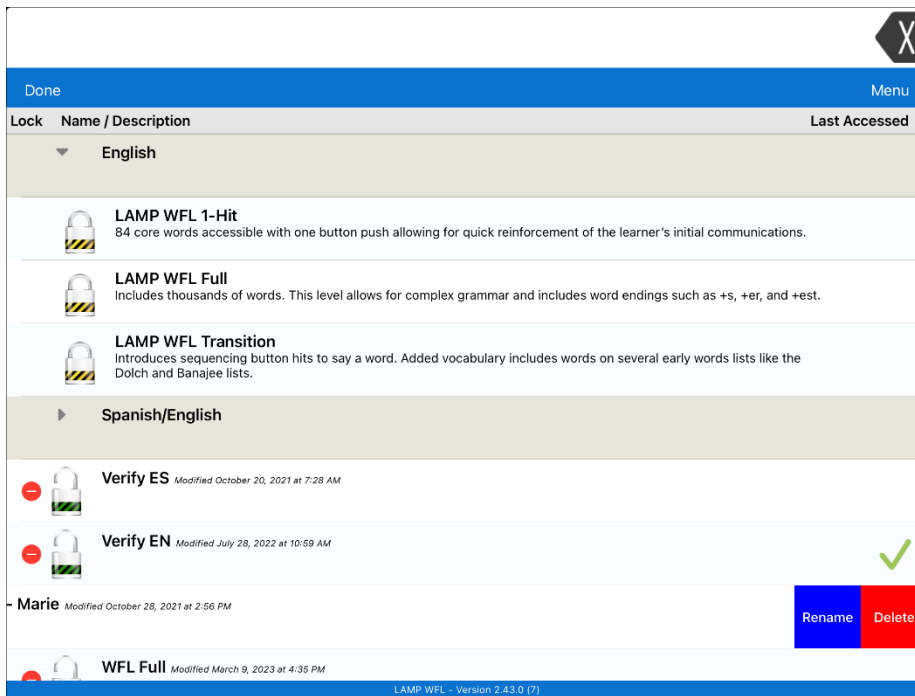 X
Done Menu
Lock Name / Description Last Accessed
English
LAMP WFL 1-Hit
84 core words accessible with one button push allowing for quick reinforcement of the learner's initial communications.
LAMP WFL Full
Includes thousands of words. This level allows for complex grammar and includes word endings such as +s, +er, and +est.
LAMP WFL Transition
Introduces sequencing button hits to say a word. Added vocabulary includes words on several early words lists like the
Dolch and Banajee lists.
Spanish/English
Verify ES Modified October 20, 2021 at 7:28 AM
Verify EN Modified July 28, 2022 at 10:59 AM
- Marie Modified October 28, 2021 at 2:56 PM
Rename Delete
WFL Full Modified March 9, 2023 at 4:35 PM
LAMP WFL - Version 2.43.0 (7)